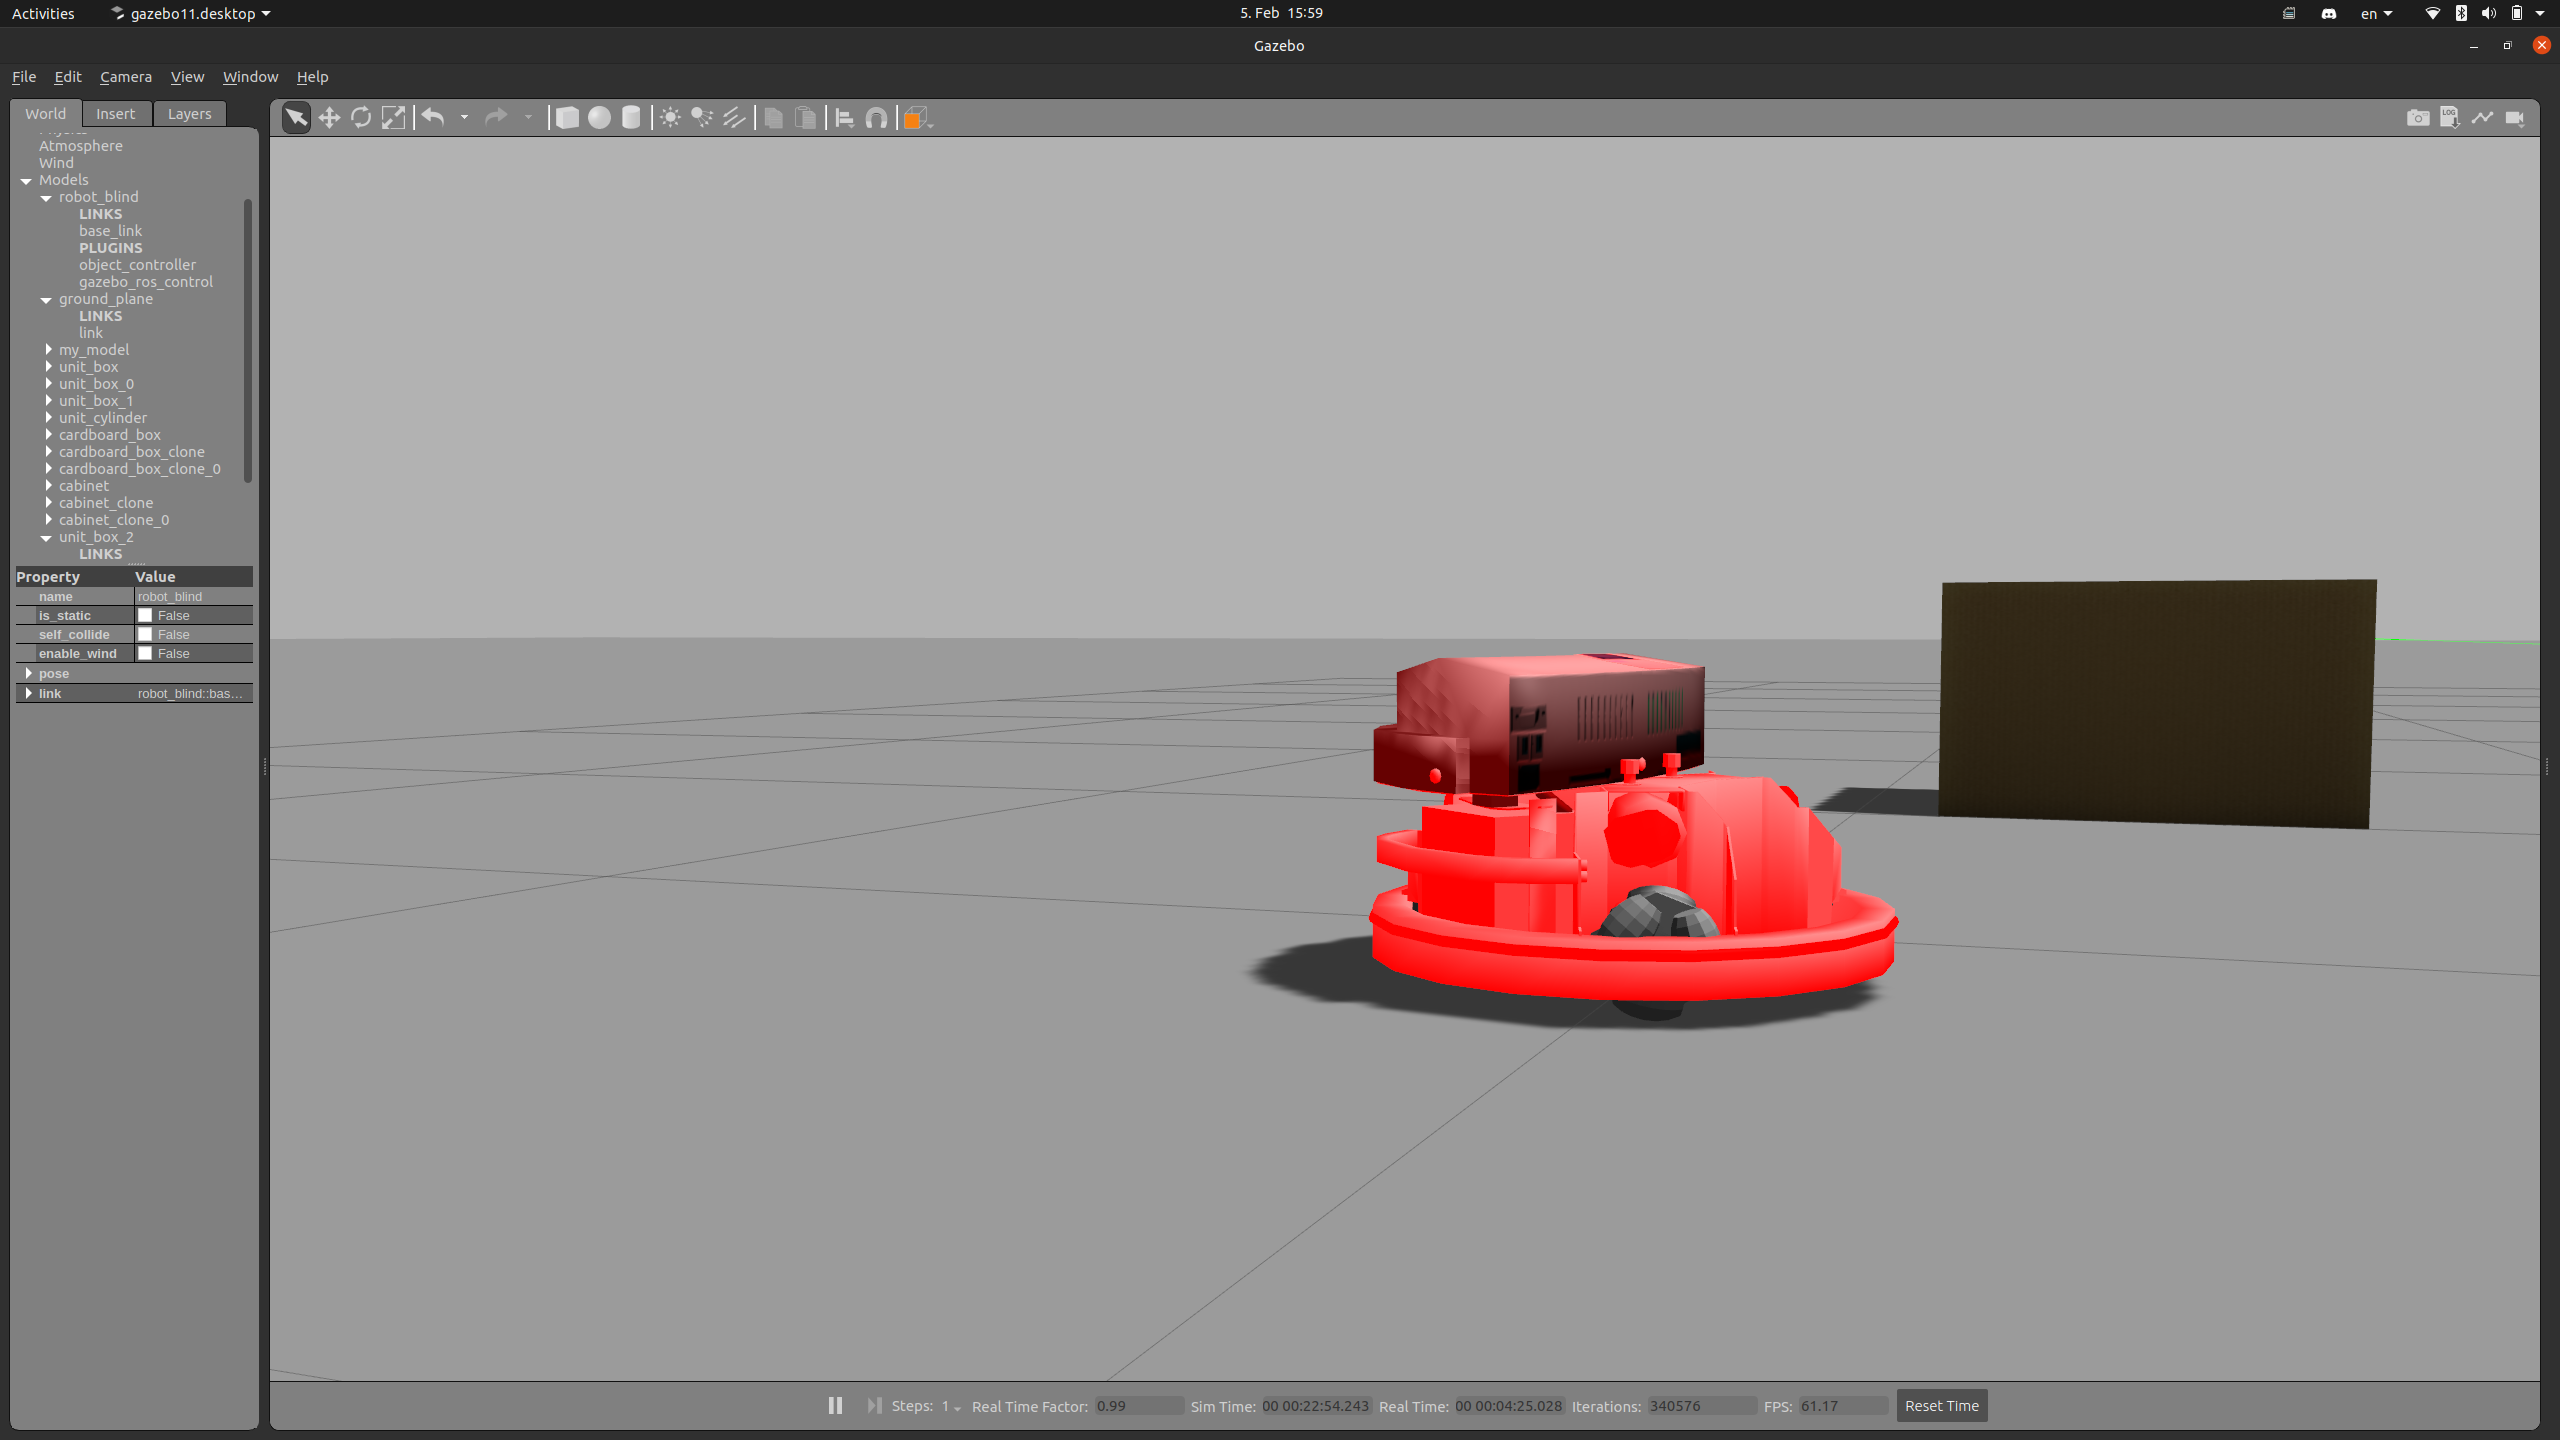 Activities gazebo11.desktop 5. Feb 15:59 en
Gazebo
File Edit Camera View Window Help
World Insert Layers
LOG
Physics
Atmosphere
Wind
Models
robot_blind
LINKS
base_link
PLUGINS
object_controller
gazebo_ros_control
ground_plane
LINKS
link
my_model
unit_box
unit_box_0
unit_box_1
unit_cylinder
cardboard_box
cardboard_box_clone
cardboard_box_clone_0
cabinet
cabinet_clone
cabinet_clone_0
unit_box_2
LINKS
Property Value
name robot_blind
is_static False
self_collide False
enable_wind False
pose
link robot_blind::bas...
Steps: 1 Real Time Factor: 0.99 Sim Time: 00 00:22:54.243 Real Time: 00 00:04:25.028 Iterations: 340576 FPS: 61.17 Reset Time